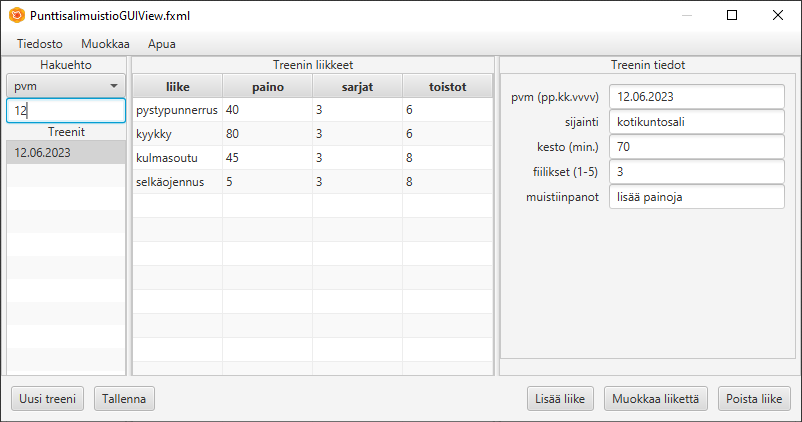 PunttisalimuistioGUIView.fxml
Tiedosto Muokkaa Apua
Hakuehto
pvm
12
Treenit
12.06.2023
Treenin liikkeet
liike paino sarjat toistot
pystypunnerrus 40 3 6
kyykky 80 3 6
kulmasoutu 45 3 8
selkäojennus 5 3 8
Treenin tiedot
pvm (pp.kk.vvvv) 12.06.2023
sijainti kotikuntosali
kesto (min.) 70
fiilikset (1-5) 3
muistiinpanot lisää painoja
Uusi treeni Tallenna Lisää liike Muokkaa liikettä Poista liike